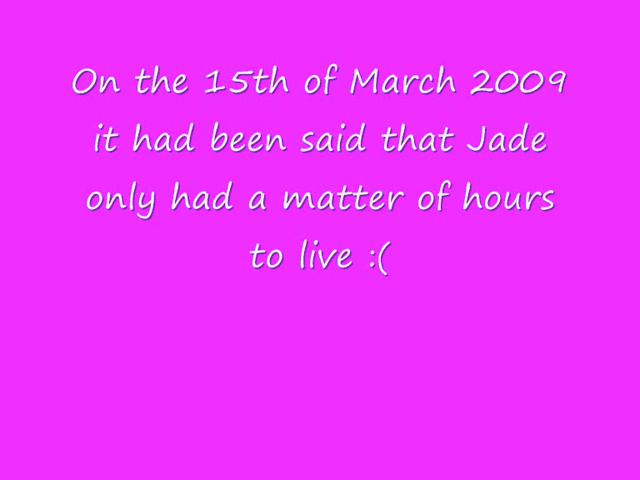 On the 15th of March 2009
it had been said that Jade
only had a matter of hours
to live :(